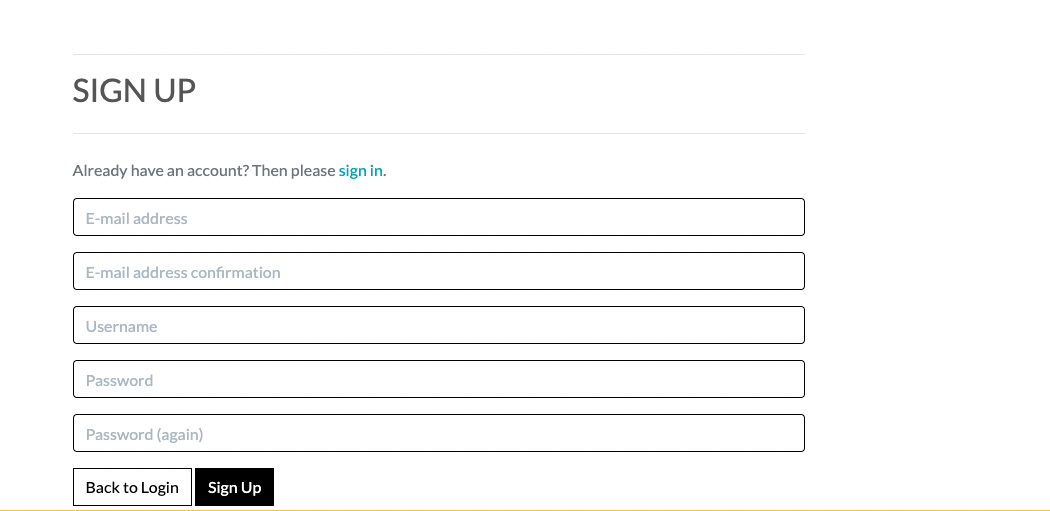 SIGN UP
Already have an account? Then please sign in.
E-mail address
E-mail address confirmation
Username
Password
Password (again)
Back to Login Sign Up